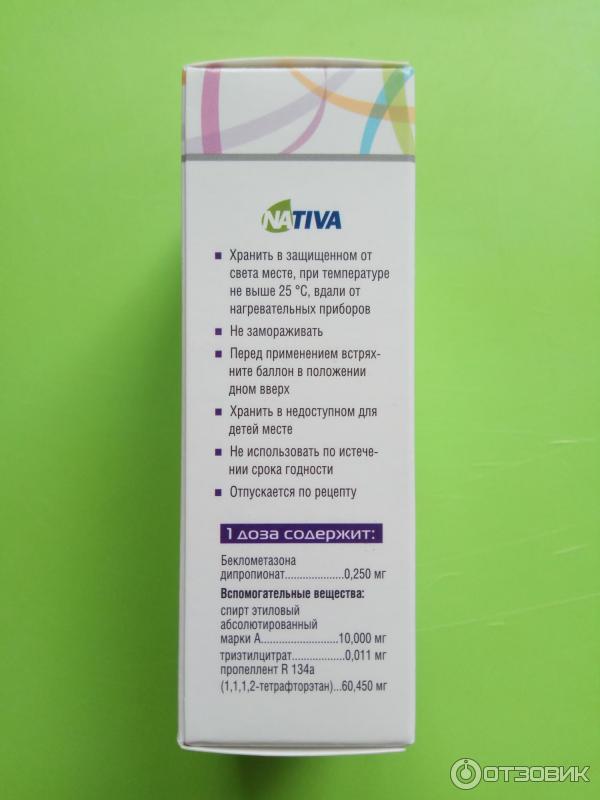 NATIVA
■ Хранить в защищенном от
света месте, при температуре
не выше 25 °С, вдали от
нагревательных приборов
■ Не замораживать
■ Перед применением встрях-
ните баллон в положении
дном вверх
■ Хранить в недоступном для
детей месте
■ Не использовать по истече-
нии срока годности
■ Отпускается по рецепту
1 доза содержит:
Беклометазона
дипропионат....................0,250 мг
Вспомогательные вещества:
спирт этиловый
абсолютированный
марки А..........................10,000 мг
триэтилцитрат..................0,011 мг
пропеллент R 134a
(1,1,1,2-тетрафторэтан)...60,450 мг
ОТЗОВИК